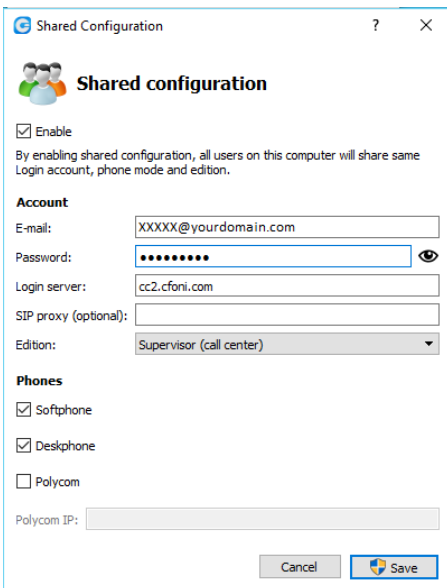 Shared Configuration
?
Shared configuration
Enable
By enabling shared configuration, all users on this computer will share same
Login account, phone mode and edition.
Account
E-mail: XXXXX@yourdomain.com
Password: ●●●●●●●●●
Login server: cc2.cfoni.com
SIP proxy (optional):
Edition: Supervisor (call center)
Phones
Softphone
Deskphone
Polycom
Polycom IP:
Cancel Save